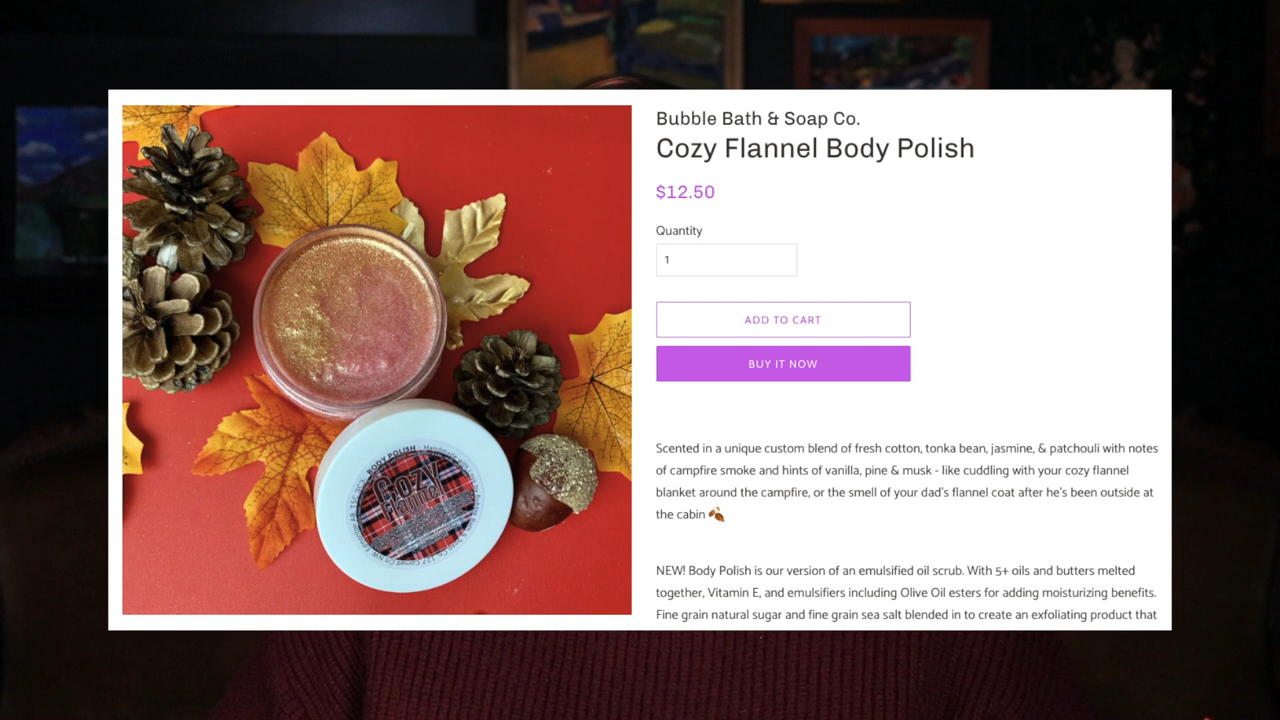 Bubble Bath & Soap Co.
Cozy Flannel Body Polish
$12.50
Quantity
1
ADD TO CART
BUY IT NOW
Scented in a unique custom blend of fresh cotton, tonka bean, jasmine, & patchouli with notes
of campfire smoke and hints of vanilla, pine & musk - like cuddling with your cozy flannel
blanket around the campfire, or the smell of your dad's flannel coat after he's been outside at
the cabin 🍂
NEW! Body Polish is our version of an emulsified oil scrub. With 5+ oils and butters melted
together, Vitamin E, and emulsifiers including Olive Oil esters for adding moisturizing benefits.
Fine grain natural sugar and fine grain sea salt blended in to create an exfoliating product that
BODY POLISH
Cozy
Flannel